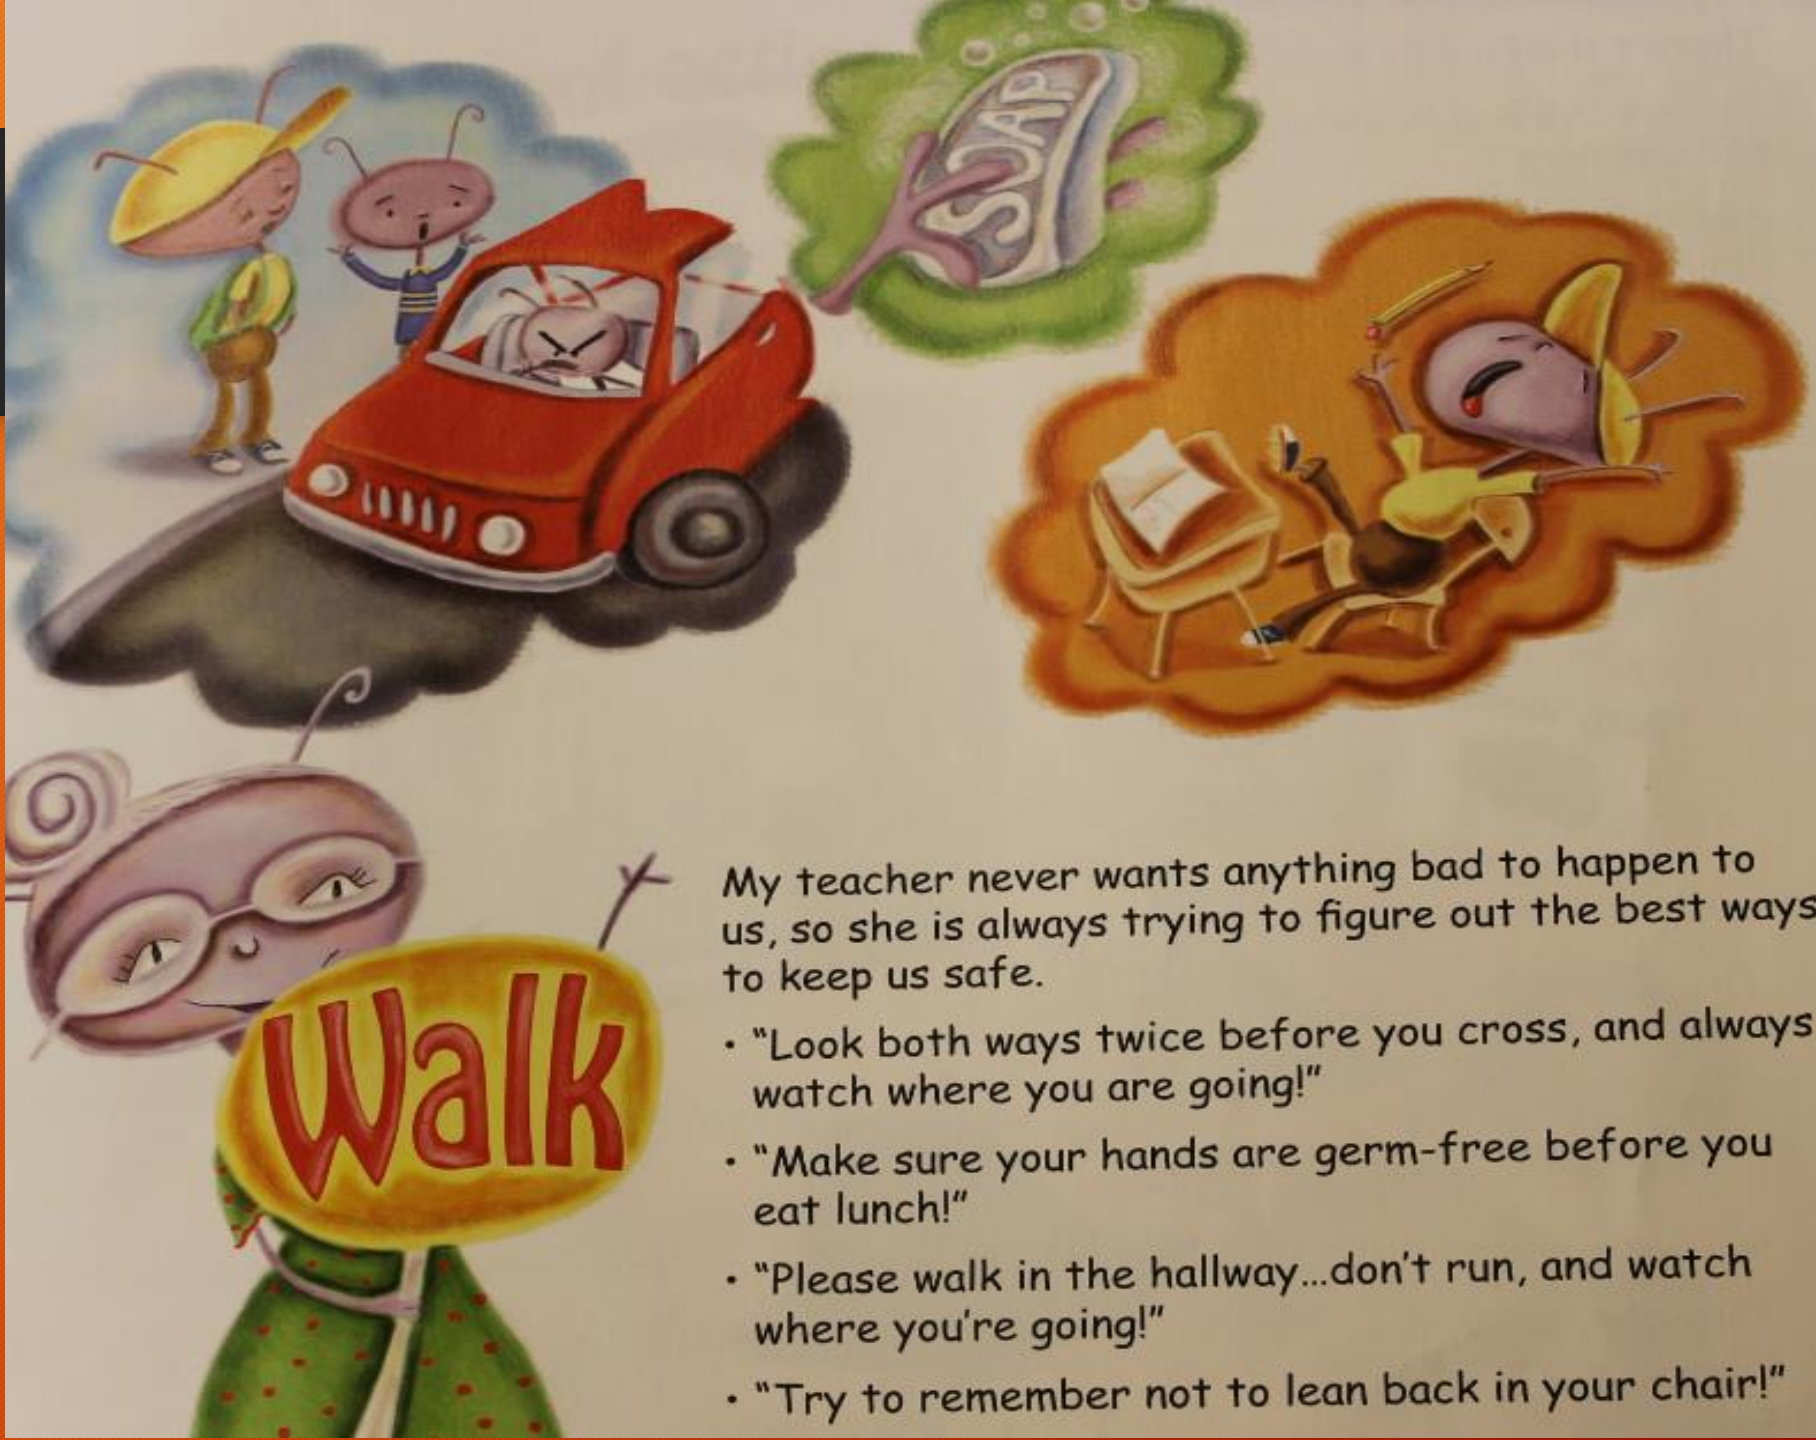 SOAP
Walk
My teacher never wants anything bad to happen to
us, so she is always trying to figure out the best ways
to keep us safe.
• "Look both ways twice before you cross, and always
watch where you are going!"
• "Make sure your hands are germ-free before you
eat lunch!"
• "Please walk in the hallway...don't run, and watch
where you're going!"
• "Try to remember not to lean back in your chair!"